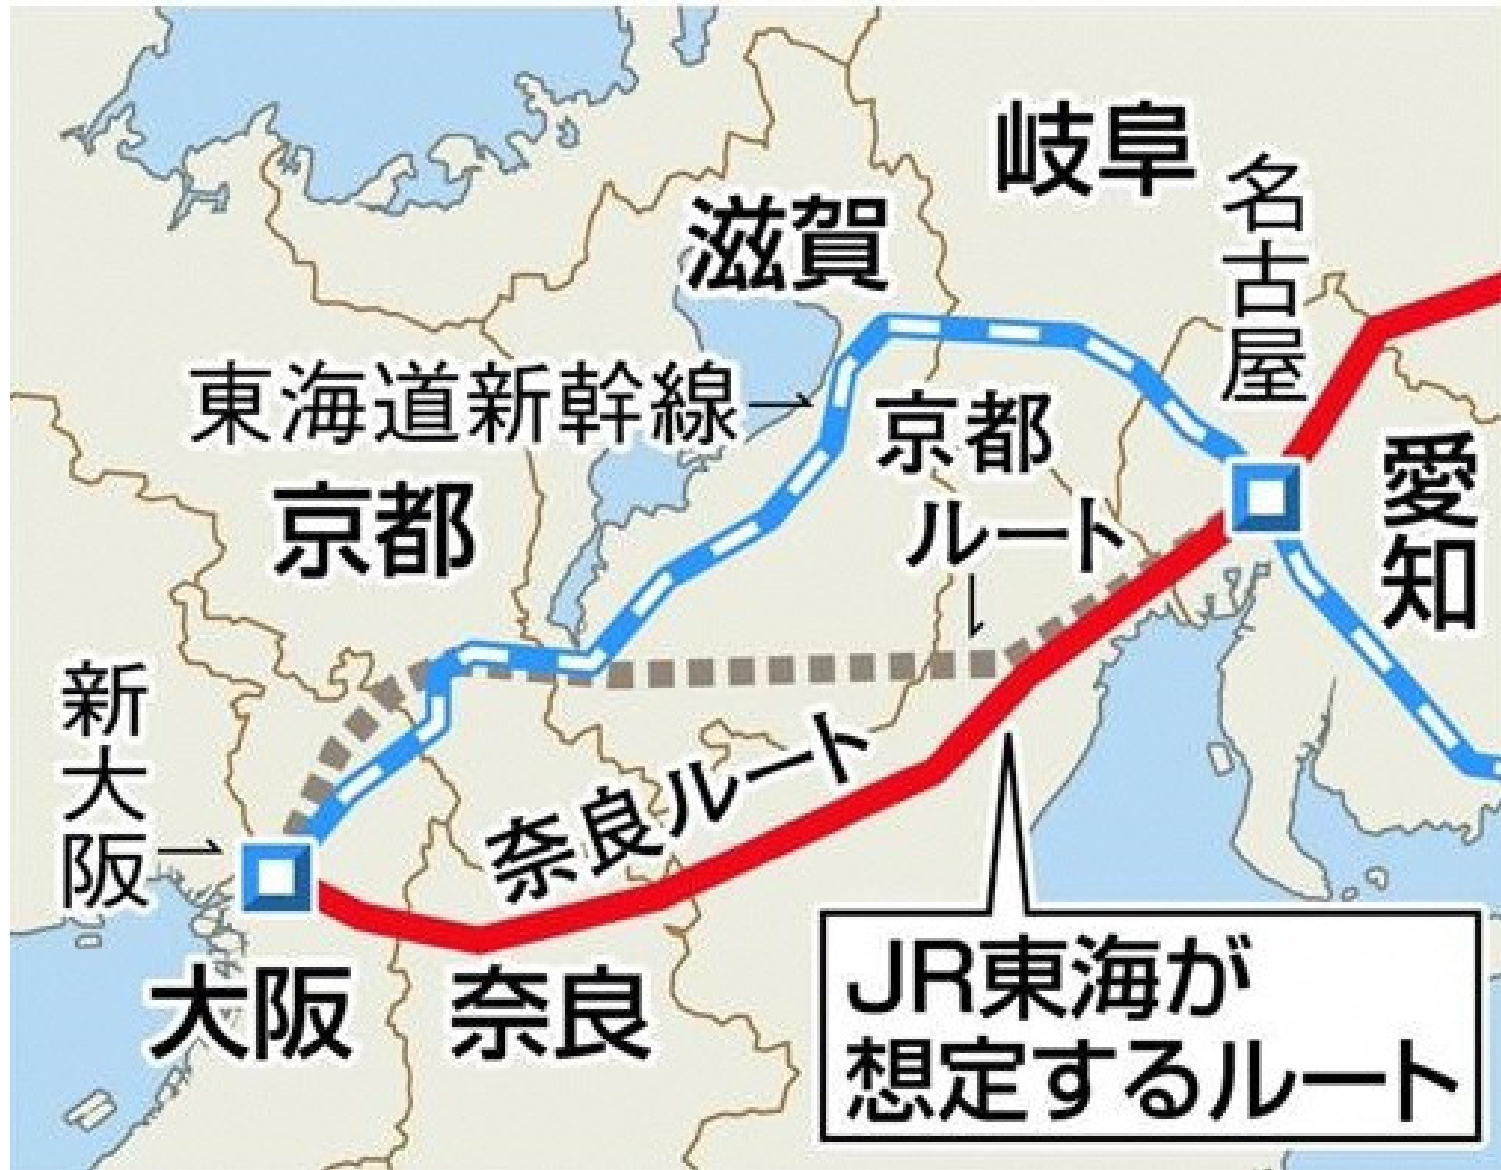 岐阜
名古屋
滋賀
東海道新幹線
京都
ルート
京都
愛知
新大阪
奈良ルート
大阪
奈良
JR東海が
想定するルート